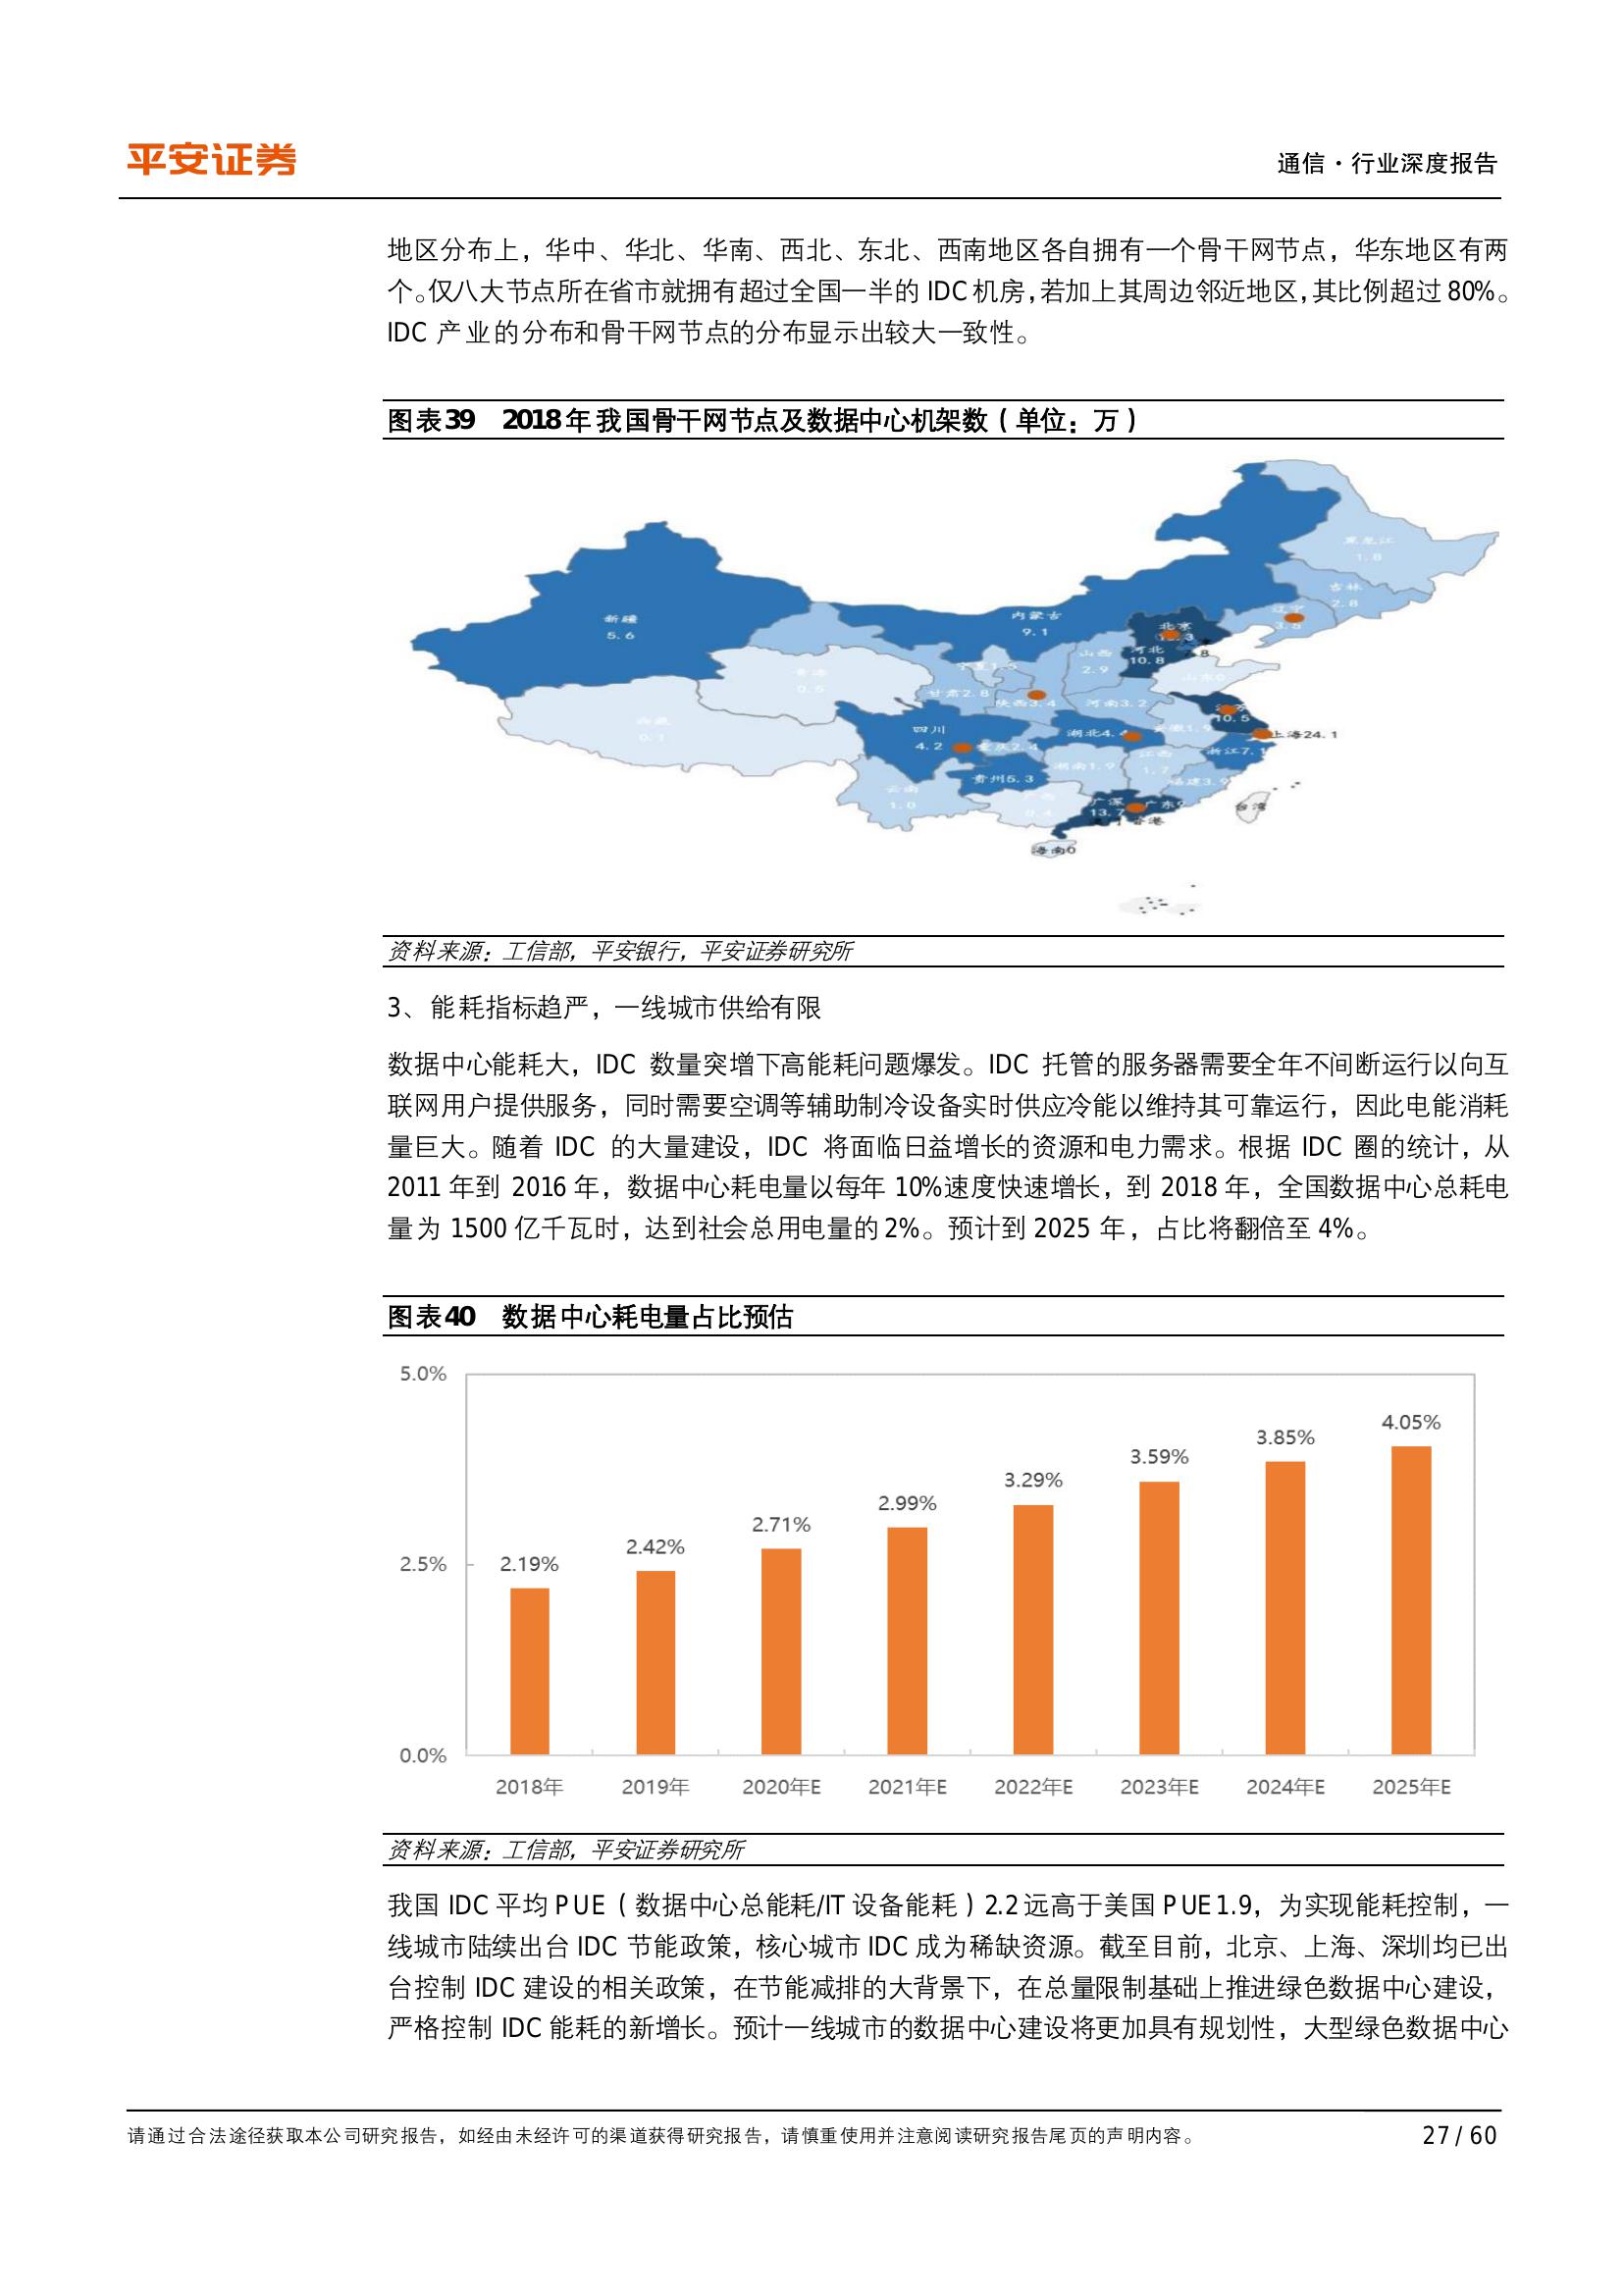 平安证券
通信·行业深度报告
地区分布上，华中、华北、华南、西北、东北、西南地区各自拥有一个骨干网节点，华东地区有两
个。仅八大节点所在省市就拥有超过全国一半的 IDC 机房，若加上其周边邻近地区，其比例超过 80%。
IDC 产业的分布和骨干网节点的分布显示出较大一致性。
图表39 2018年我国骨干网节点及数据中心机架数（单位：万）
黑龙江
1.8
吉林
2.8
辽宁
3.5
新疆
5.6
内蒙古
9.1
北京
河北
10.8
山西
2.9
青海
宁夏1.5
甘肃2.8
陕西3.4
河南3.2
山东0
10.5
西藏
0.1
四川
4.2
重庆2.4
湖北4.
安徽1.9
上海24.1
浙江7.1
贵州5.3
湖南1.9
江西
1.7
福建3.9
云南
1.0
广深
13.7
广东
香港
台湾
海南0
资料来源：工信部，平安银行，平安证券研究所
3、能耗指标趋严，一线城市供给有限
数据中心能耗大，IDC 数量突增下高能耗问题爆发。IDC 托管的服务器需要全年不间断运行以向互
联网用户提供服务，同时需要空调等辅助制冷设备实时供应冷能以维持其可靠运行，因此电能消耗
量巨大。随着 IDC 的大量建设，IDC 将面临日益增长的资源和电力需求。根据 IDC 圈的统计，从
2011 年到 2016 年，数据中心耗电量以每年 10%速度快速增长，到 2018 年，全国数据中心总耗电
量为 1500 亿千瓦时，达到社会总用电量的 2%。预计到 2025 年，占比将翻倍至 4%。
图表40 数据中心耗电量占比预估
5.0%
2.5%
0.0%
2.19%
2.42%
2.71%
2.99%
3.29%
3.59%
3.85%
4.05%
2018年
2019年
2020年E
2021年E
2022年E
2023年E
2024年E
2025年E
资料来源：工信部，平安证券研究所
我国 IDC 平均 PUE（数据中心总能耗/IT 设备能耗）2.2 远高于美国 PUE1.9，为实现能耗控制，一
线城市陆续出台 IDC 节能政策，核心城市 IDC 成为稀缺资源。截至目前，北京、上海、深圳均已出
台控制 IDC 建设的相关政策，在节能减排的大背景下，在总量限制基础上推进绿色数据中心建设，
严格控制 IDC 能耗的新增长。预计一线城市的数据中心建设将更加具有规划性，大型绿色数据中心
请通过合法途径获取本公司研究报告，如经由未经许可的渠道获得研究报告，请慎重使用并注意阅读研究报告尾页的声明内容。
27 / 60